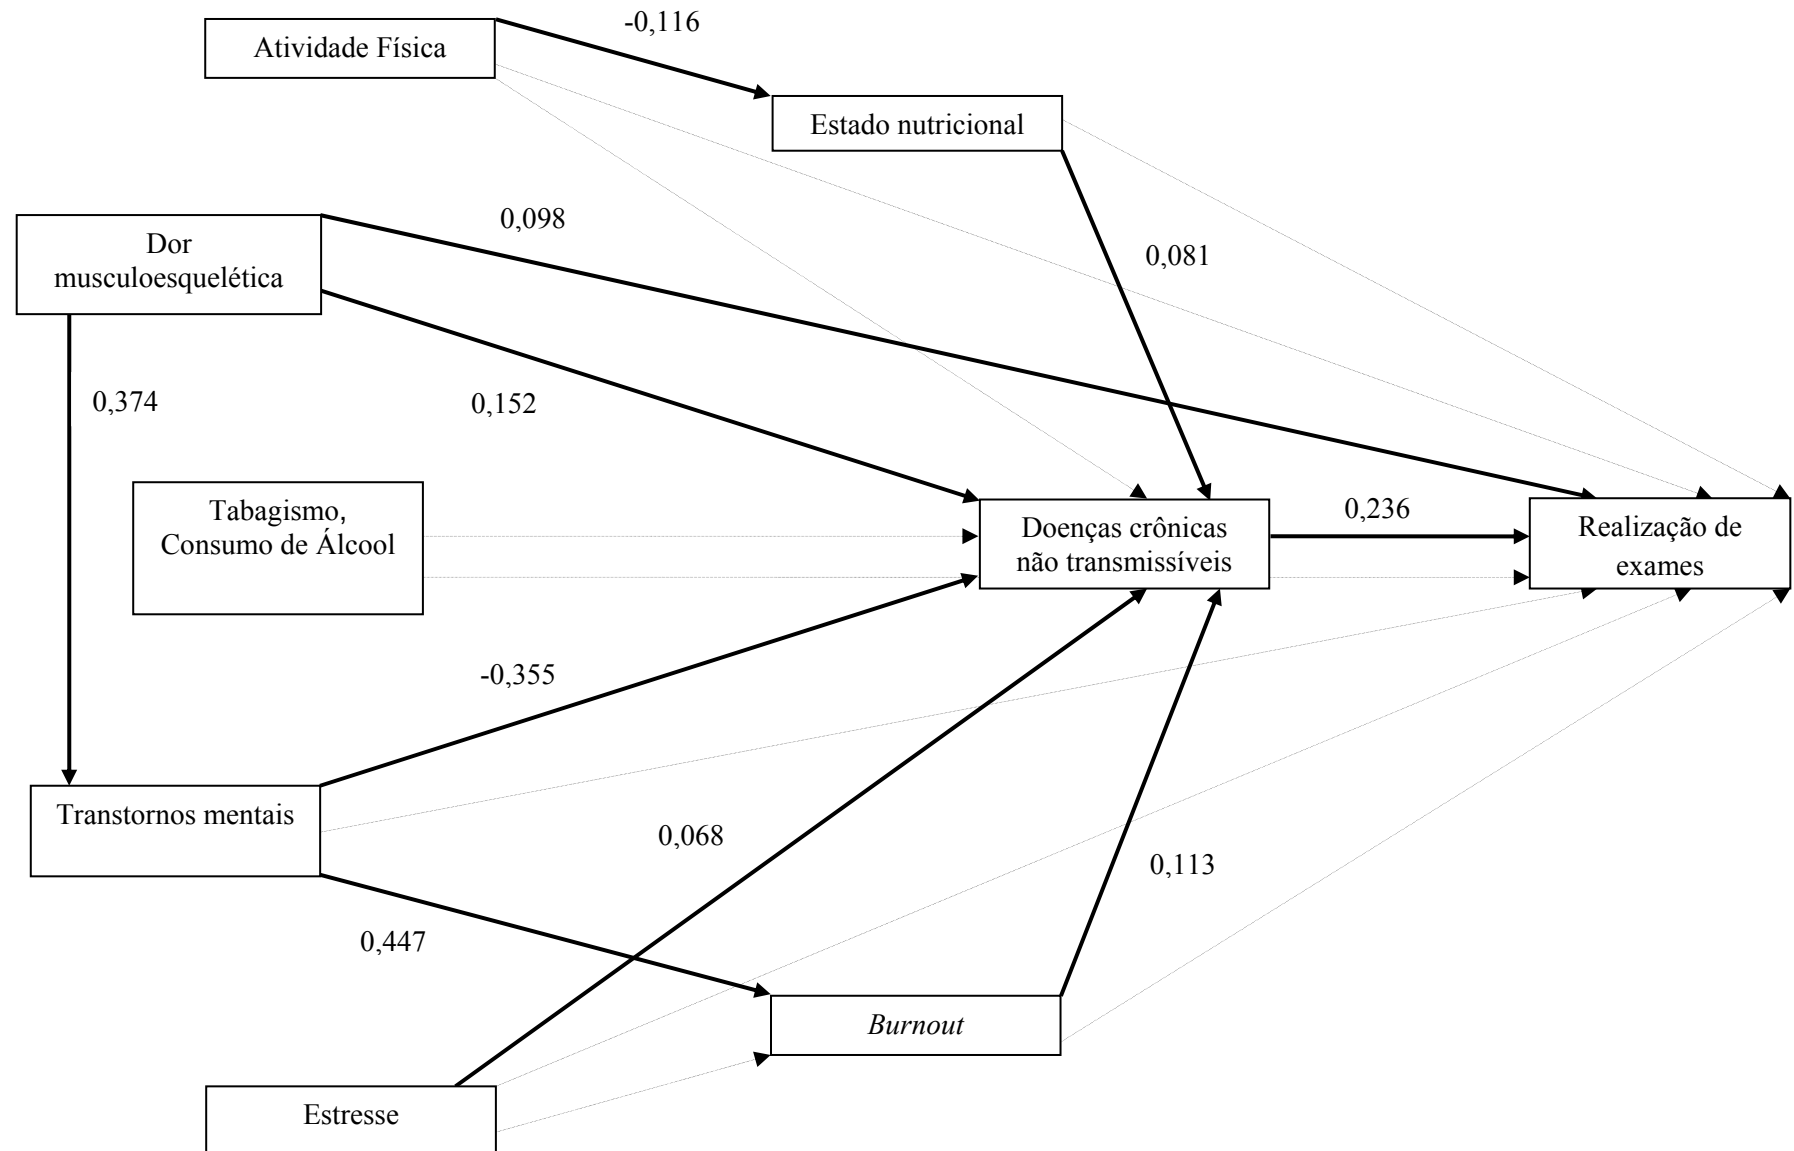 -0,116
Atividade Física
Estado nutricional
0,098
Dor
musculoesquelética
0,081
0,374
0,152
Tabagismo,
Consumo de Álcool
0,236
Doenças crônicas
não transmissíveis
Realização de
exames
-0,355
Transtornos mentais
0,068
0,113
0,447
Burnout
Estresse